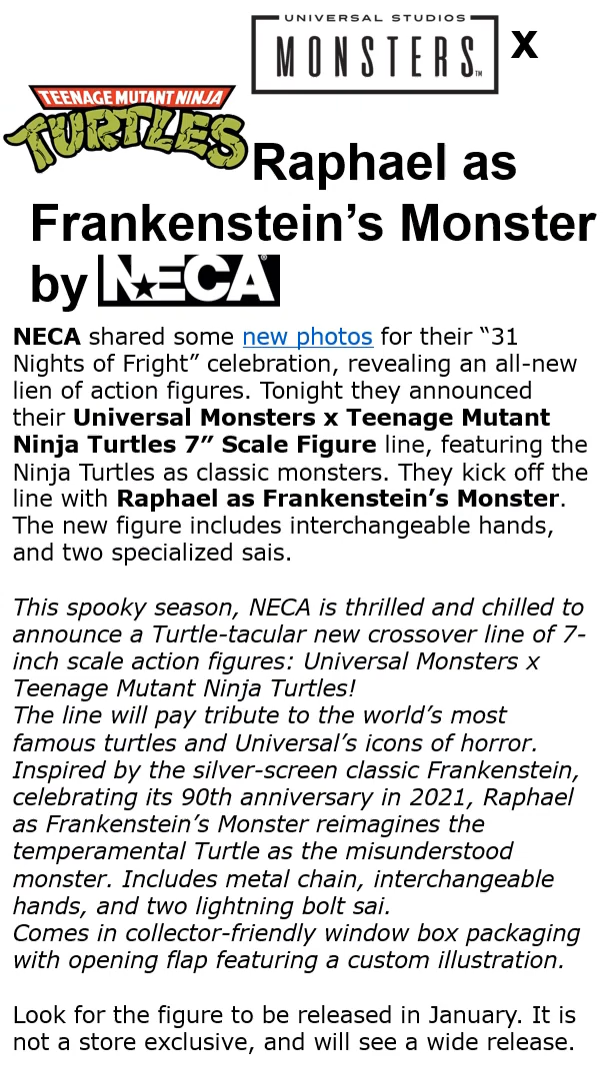 UNIVERSAL STUDIOS
MONSTERS™ x
TEENAGE MUTANT NINJA
TURTLES Raphael as
Frankenstein’s Monster
by NECA®
NECA shared some new photos for their “31
Nights of Fright” celebration, revealing an all-new
lien of action figures. Tonight they announced
their Universal Monsters x Teenage Mutant
Ninja Turtles 7” Scale Figure line, featuring the
Ninja Turtles as classic monsters. They kick off the
line with Raphael as Frankenstein’s Monster.
The new figure includes interchangeable hands,
and two specialized sais.
This spooky season, NECA is thrilled and chilled to
announce a Turtle-tacular new crossover line of 7-
inch scale action figures: Universal Monsters x
Teenage Mutant Ninja Turtles!
The line will pay tribute to the world’s most
famous turtles and Universal’s icons of horror.
Inspired by the silver-screen classic Frankenstein,
celebrating its 90th anniversary in 2021, Raphael
as Frankenstein’s Monster reimagines the
temperamental Turtle as the misunderstood
monster. Includes metal chain, interchangeable
hands, and two lightning bolt sai.
Comes in collector-friendly window box packaging
with opening flap featuring a custom illustration.
Look for the figure to be released in January. It is
not a store exclusive, and will see a wide release.